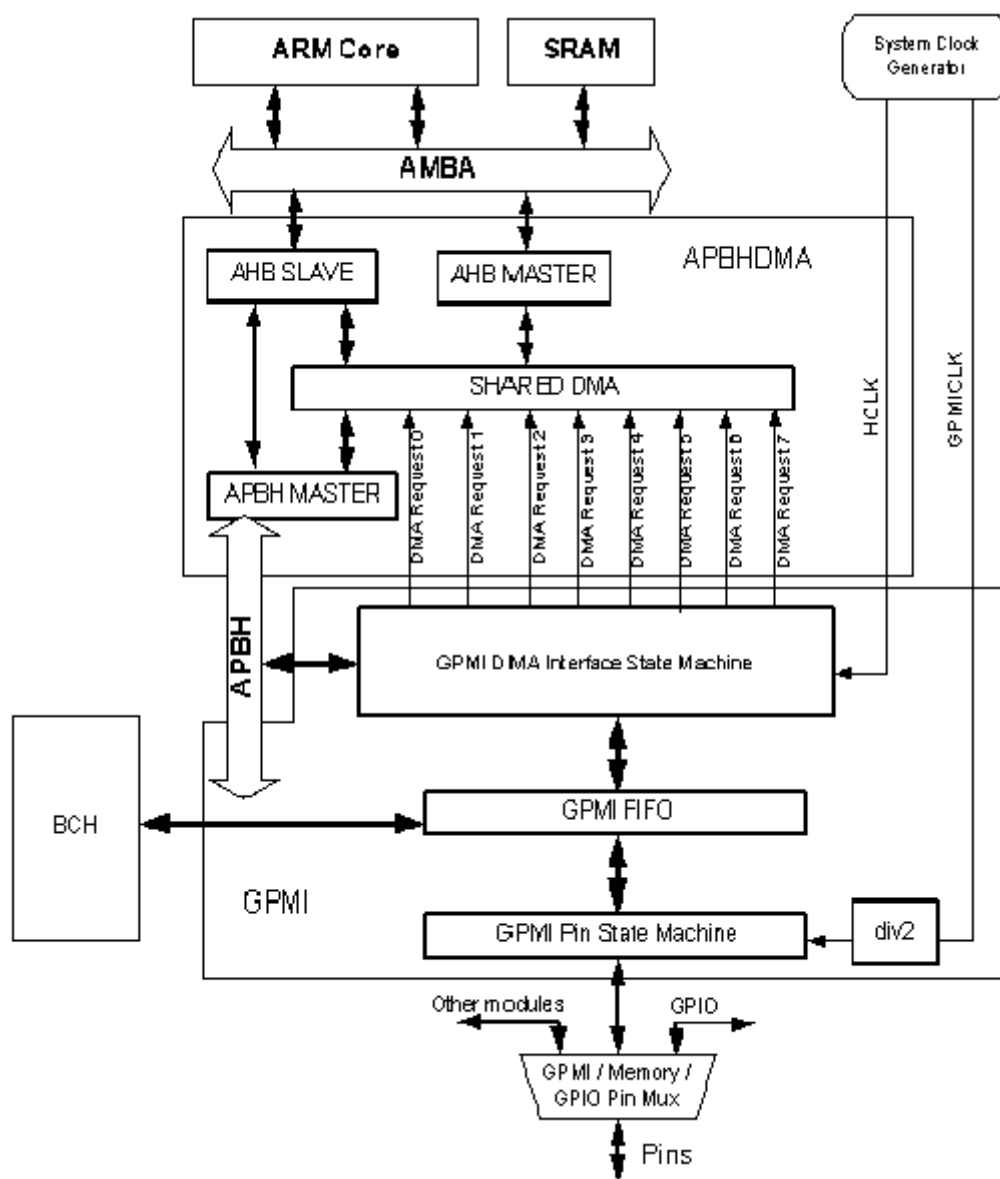 ARM Core
SRAM
System Clock
Generator
AMBA
APBHDMA
AHB SLAVE
AHB MASTER
SHARED DMA
HCLK
GPMICLK
DMA Request 0
DMA Request 1
DMA Request 2
DMA Request 3
DMA Request 4
DMA Request 5
DMA Request 6
DMA Request 7
APBH MASTER
APBH
GPMI DMA Interface State Machine
BCH
GPMI FIFO
GPMI
GPMI Pin State Machine
div2
Other modules
GPIO
GPMI / Memory /
GPIO Pin Mux
Pins